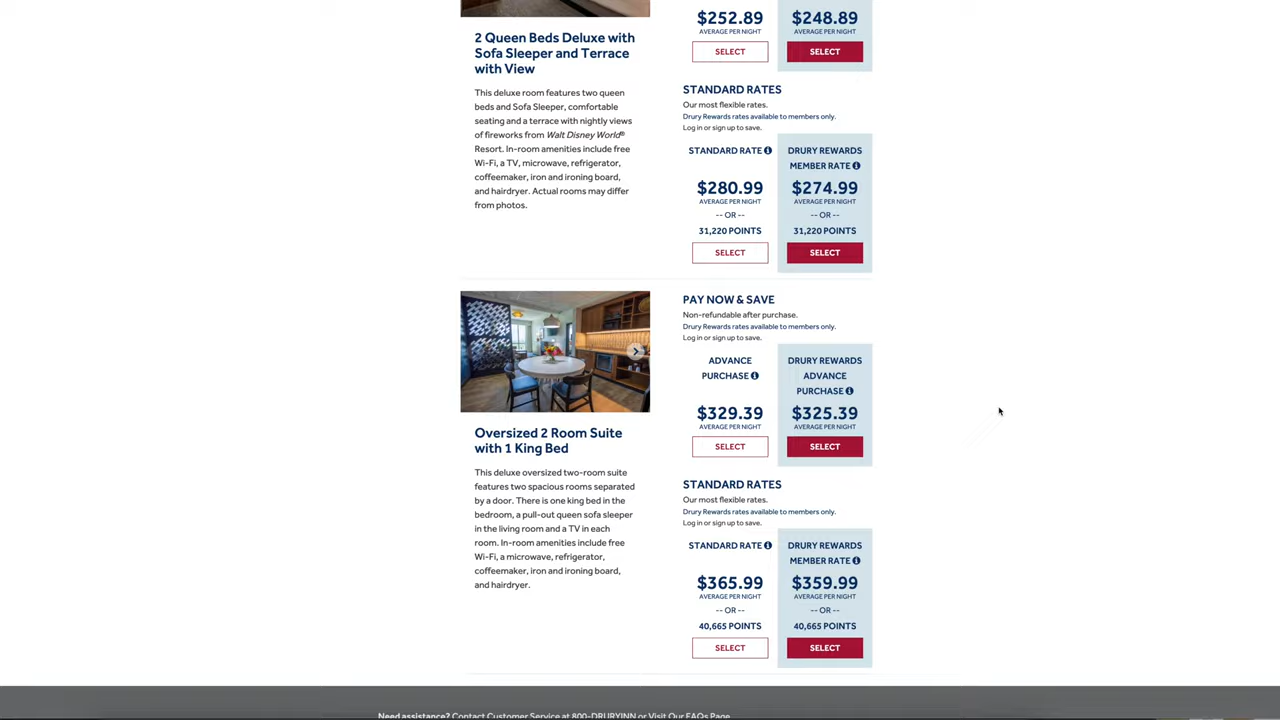 $252.89
AVERAGE PER NIGHT
SELECT
$248.89
AVERAGE PER NIGHT
SELECT
2 Queen Beds Deluxe with
Sofa Sleeper and Terrace
with View
This deluxe room features two queen
beds and Sofa Sleeper, comfortable
seating and a terrace with nightly views
of fireworks from Walt Disney World®
Resort. In-room amenities include free
Wi-Fi, a TV, microwave, refrigerator,
coffeemaker, iron and ironing board,
and hairdryer. Actual rooms may differ
from photos.
STANDARD RATES
Our most flexible rates.
Drury Rewards rates available to members only.
Log in or sign up to save.
STANDARD RATE
$280.99
AVERAGE PER NIGHT
-- OR --
31,220 POINTS
SELECT
DRURY REWARDS
MEMBER RATE
$274.99
AVERAGE PER NIGHT
-- OR --
31,220 POINTS
SELECT
Oversized 2 Room Suite
with 1 King Bed
This deluxe oversized two-room suite
features two spacious rooms separated
by a door. There is one king bed in the
bedroom, a pull-out queen sofa sleeper
in the living room and a TV in each
room. In-room amenities include free
Wi-Fi, a microwave, refrigerator,
coffeemaker, iron and ironing board,
and hairdryer.
PAY NOW & SAVE
Non-refundable after purchase.
Drury Rewards rates available to members only.
Log in or sign up to save.
ADVANCE
PURCHASE
$329.39
AVERAGE PER NIGHT
SELECT
DRURY REWARDS
ADVANCE
PURCHASE
$325.39
AVERAGE PER NIGHT
SELECT
STANDARD RATES
Our most flexible rates.
Drury Rewards rates available to members only.
Log in or sign up to save.
STANDARD RATE
$365.99
AVERAGE PER NIGHT
-- OR --
40,665 POINTS
SELECT
DRURY REWARDS
MEMBER RATE
$359.99
AVERAGE PER NIGHT
-- OR --
40,665 POINTS
SELECT
Need assistance? Contact Customer Service at 800-DRURYINN or Visit Our FAQs Page